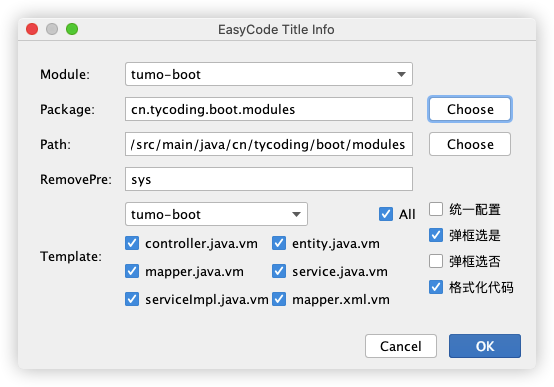 EasyCode Title Info
Module: tumo-boot
Package: cn.tycoding.boot.modules Choose
Path: /src/main/java/cn/tycoding/boot/modules Choose
RemovePre: sys
tumo-boot All 统一配置
controller.java.vm entity.java.vm 弹框选是
Template: mapper.java.vm service.java.vm 弹框选否
serviceImpl.java.vm mapper.xml.vm 格式化代码
Cancel OK